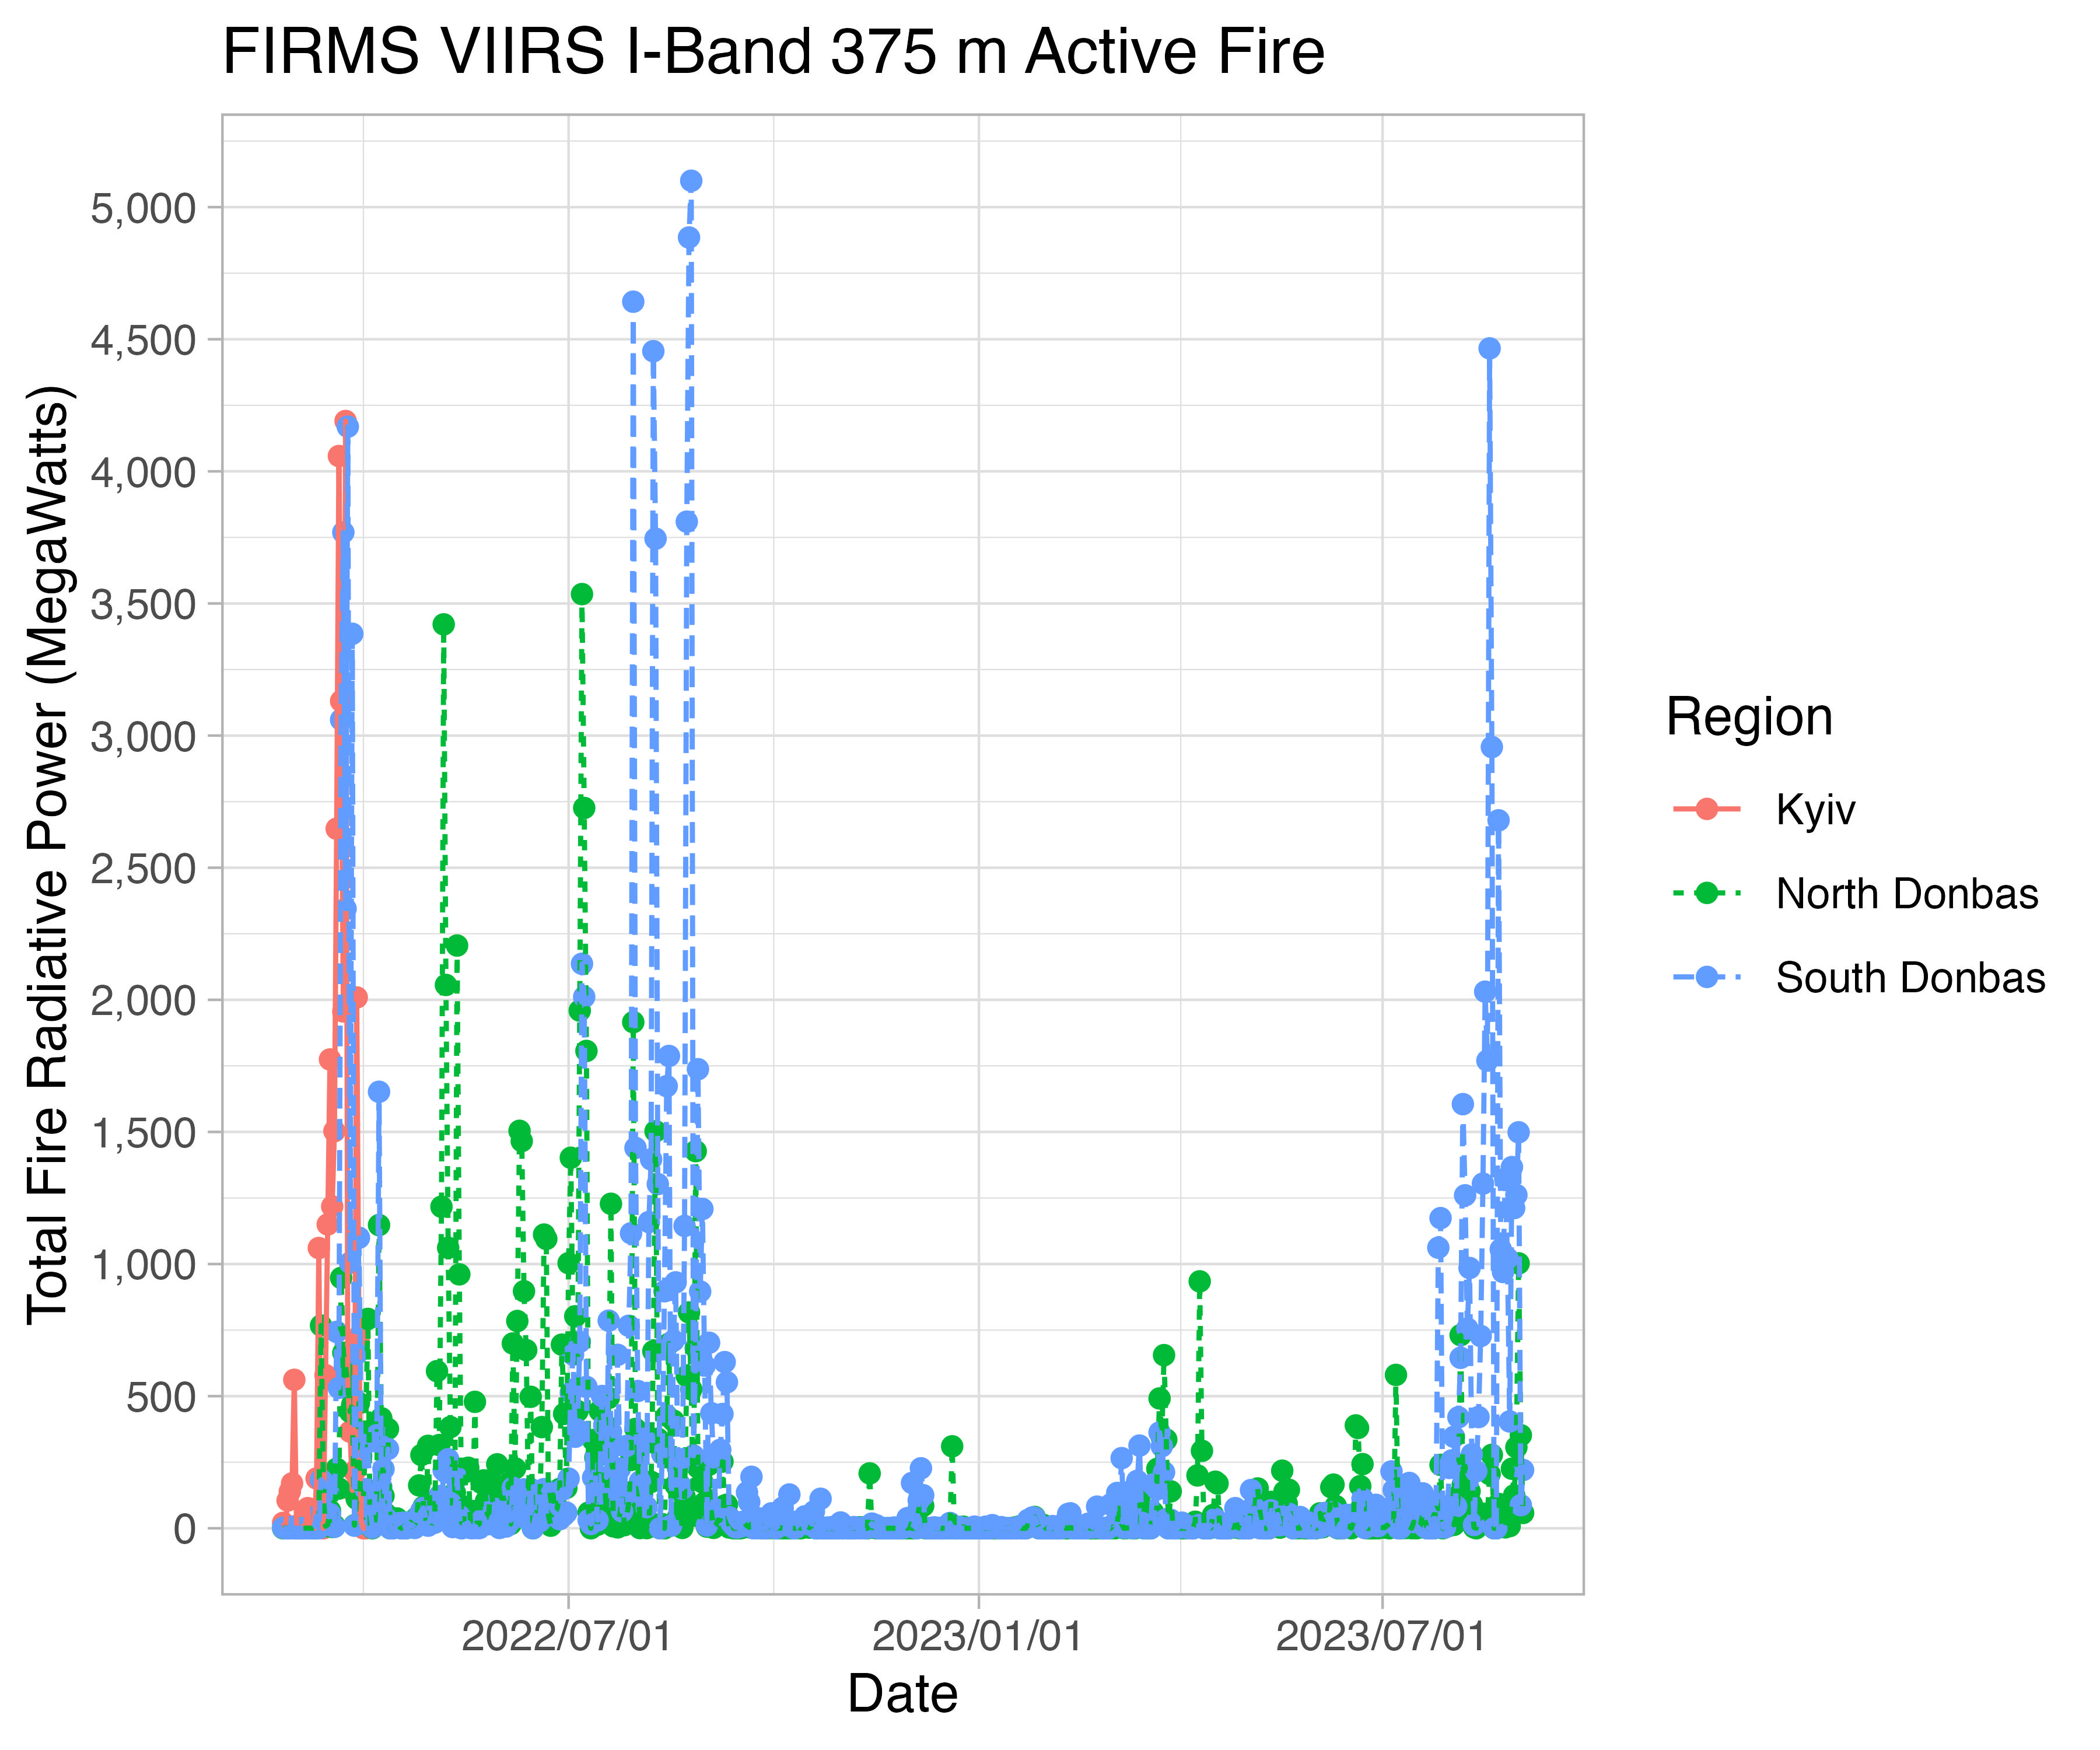 FIRMS VIIRS I-Band 375 m Active Fire
Total Fire Radiative Power (MegaWatts)
5,000
4,500
4,000
3,500
3,000
2,500
2,000
1,500
1,000
500
0
2022/07/01 2023/01/01 2023/07/01
Date
Region
Kyiv
North Donbas
South Donbas